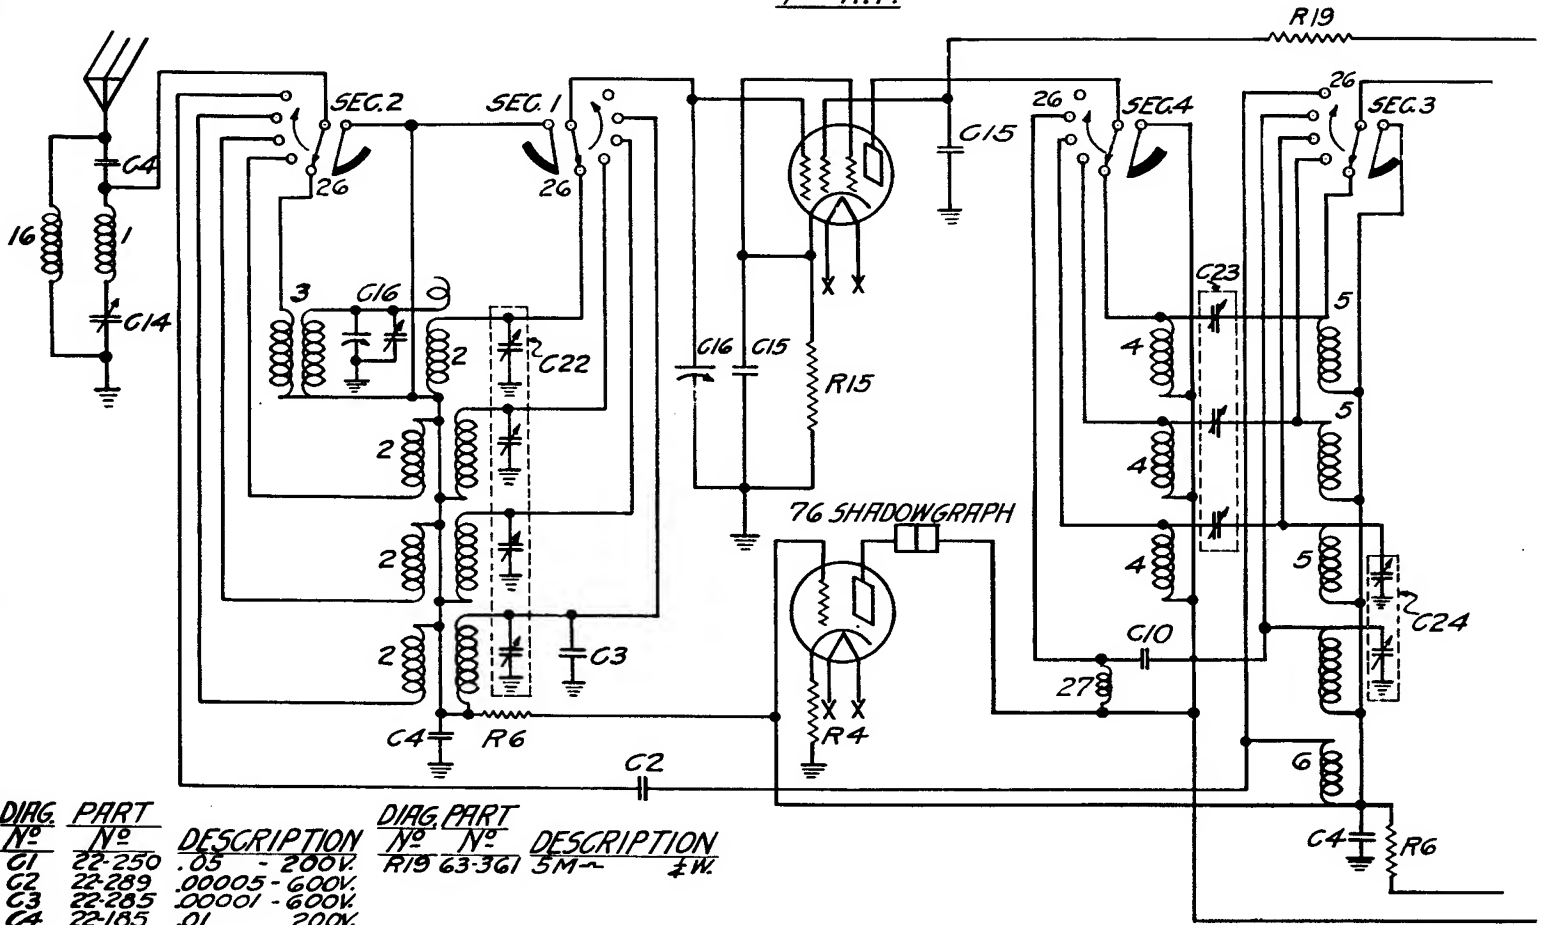 R19
SEC.2
SEC.1
26
SEC.4
26
SEC.3
C4
C15
26
26
16
1
C14
3
C16
2
C22
C16
C15
R15
C23
4
5
2
4
5
76 SHADOWGRAPH
2
4
5
C24
2
C3
C10
27
C4
R6
R4
C2
6
C4
R6
DIAG. PART DIAG. PART
Nº Nº DESCRIPTION Nº Nº DESCRIPTION
C1 22-250 .05 - 200V. R19 63-361 5M~
C2 22-289 .00005-600V.
C3 22-285 .00001-600V.
C4 22-185 .01 200V.
X X
X X